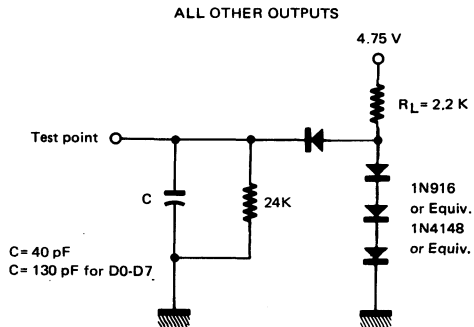 ALL OTHER OUTPUTS
4.75 V
RL = 2.2 K
Test point
C
24K
1N916
or Equiv.
1N4148
or Equiv.
C= 40 pF
C= 130 pF for D0-D7